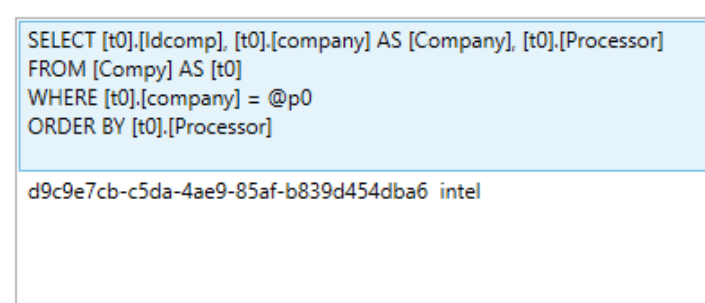 SELECT [t0].[Idcomp], [t0].[company] AS [Company], [t0].[Processor]
FROM [Compy] AS [t0]
WHERE [t0].[company] = @p0
ORDER BY [t0].[Processor]
d9c9e7cb-c5da-4ae9-85af-b839d454dba6 intel